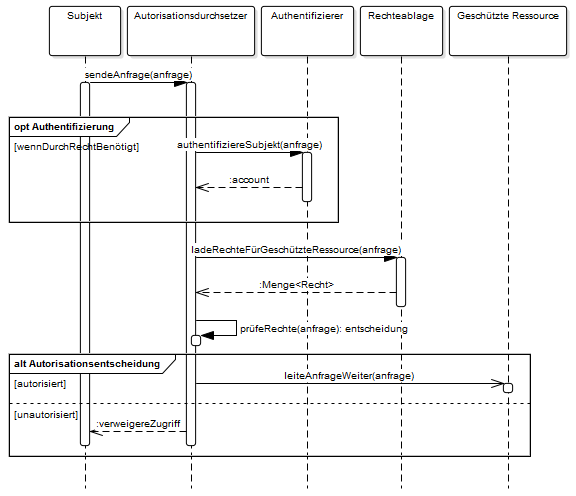 Subjekt
Autorisationsdurchsetzer
Authentifizierer
Rechteablage
Geschützte Ressource
sendeAnfrage(anfrage)
opt Authentifizierung
[wennDurchRechtBenötigt]
authentifiziereSubjekt(anfrage)
:account
ladeRechteFürGeschützteRessource(anfrage)
:Menge<Recht>
prüfeRechte(anfrage): entscheidung
alt Autorisationsentscheidung
[autorisiert]
leiteAnfrageWeiter(anfrage)
[unautorisiert]
:verweigereZugriff